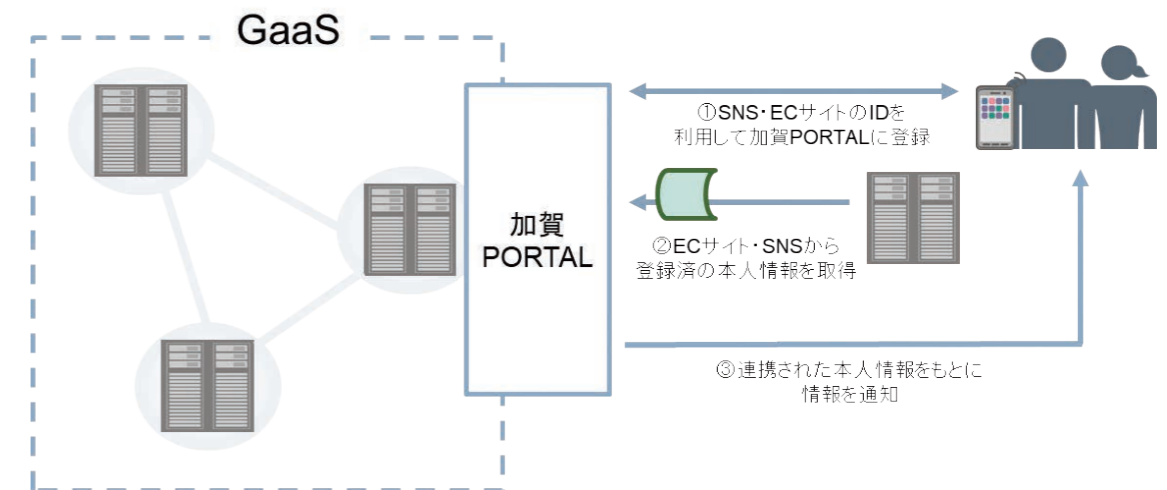 GaaS
加賀
PORTAL
①SNS・ECサイトのIDを
利用して加賀PORTALに登録
②ECサイト・SNSから
登録済の本人情報を取得
③連携された本人情報をもとに
情報を通知